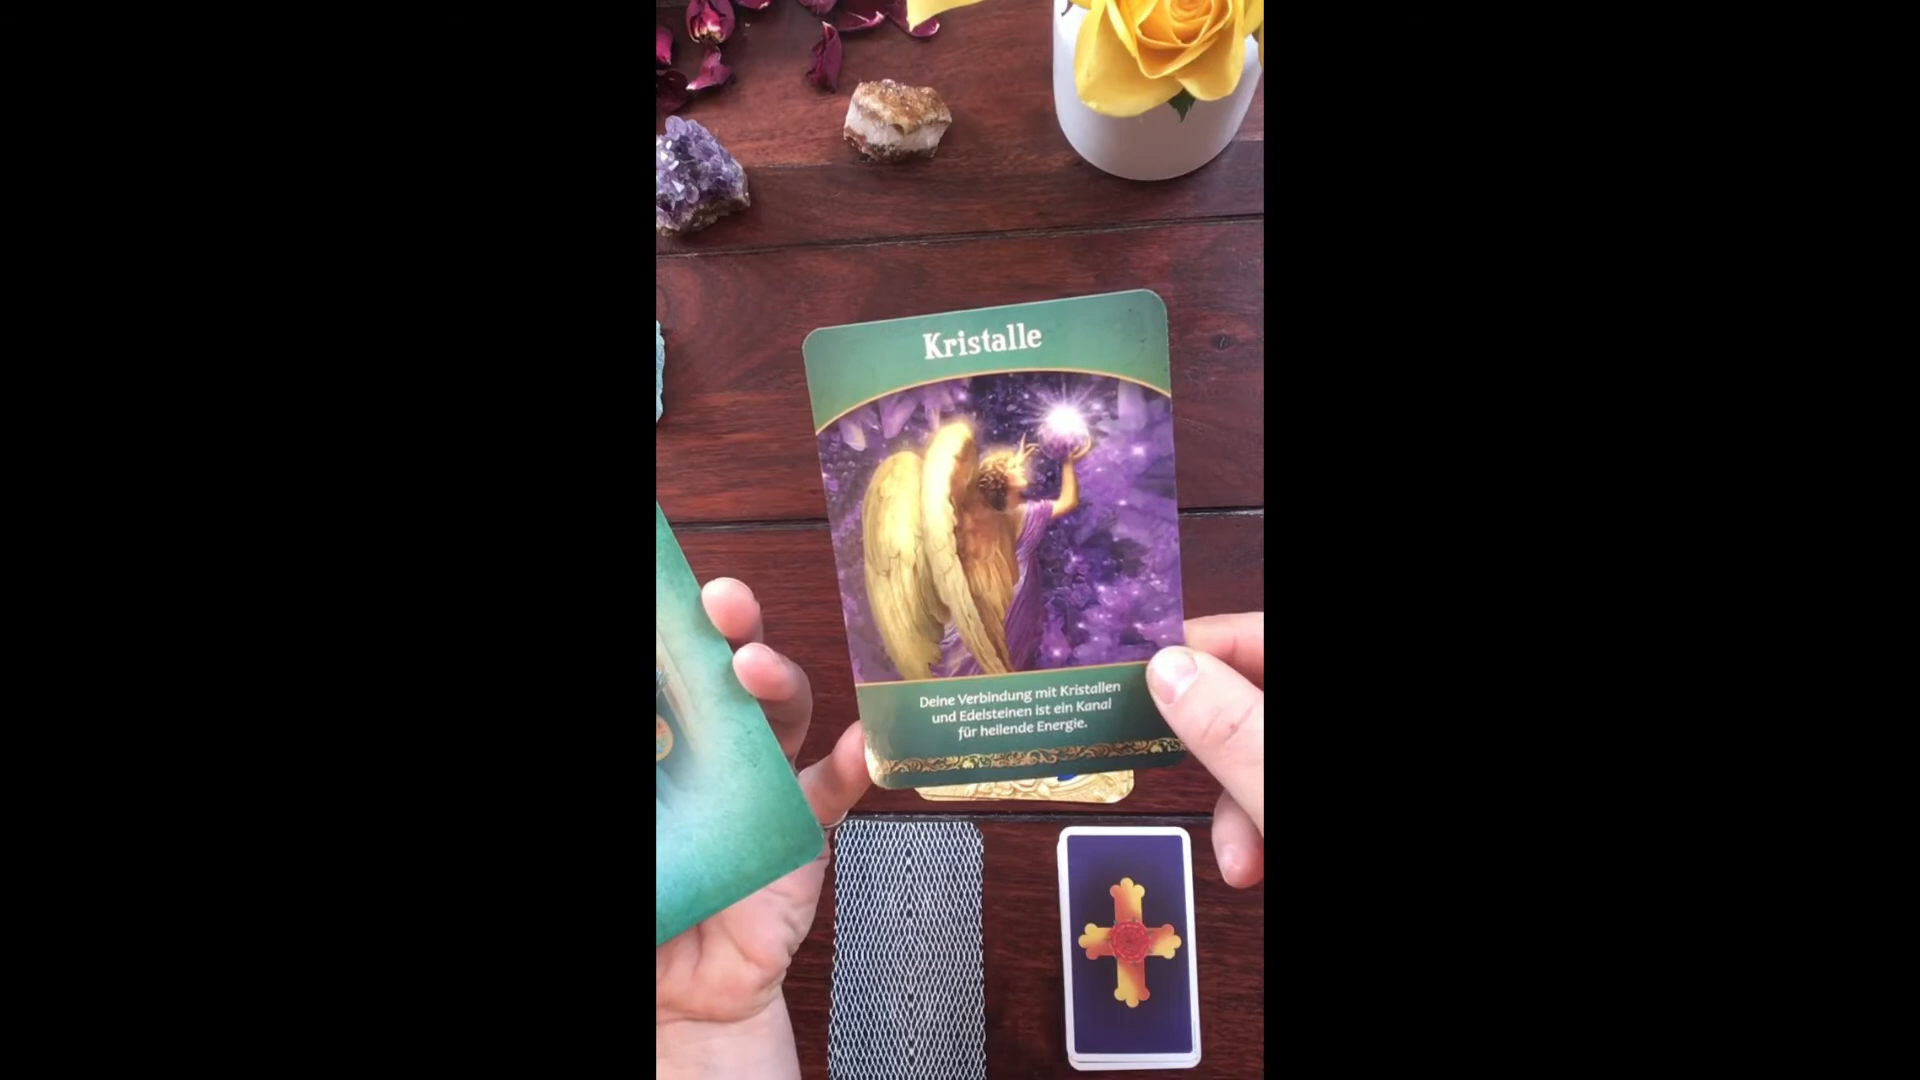 Kristalle
Deine Verbindung mit Kristallen
und Edelsteinen ist ein Kanal
für heilende Energie.